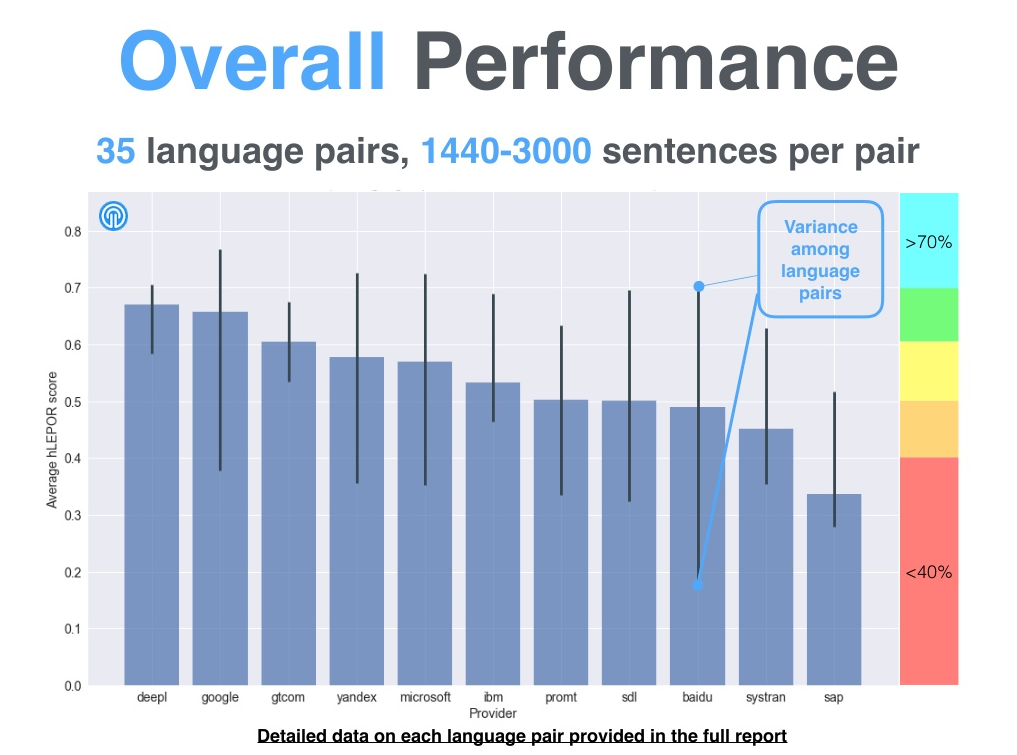 Overall Performance
35 language pairs, 1440-3000 sentences per pair
Variance
among
language
pairs
>70%
<40%
Average hLEPOR score
0.8
0.7
0.6
0.5
0.4
0.3
0.2
0.1
0.0
deepl google gtcom yandex microsoft ibm promt sdl baidu systran sap
Provider
Detailed data on each language pair provided in the full report